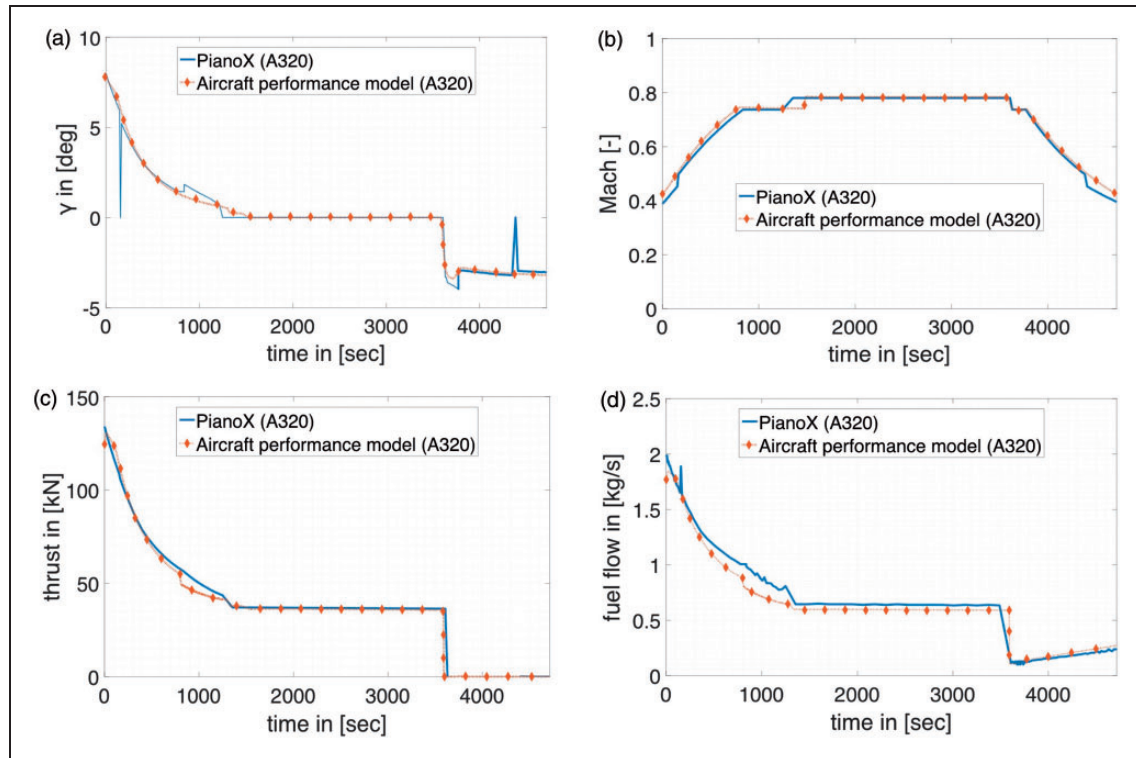 (a)
10
5
0
-5
γ in [deg]
PianoX (A320)
Aircraft performance model (A320)
0
1000
2000
3000
4000
time in [sec]
(b)
1
0.8
0.6
0.4
0.2
0
Mach [-]
PianoX (A320)
Aircraft performance model (A320)
0
1000
2000
3000
4000
time in [sec]
(c)
150
100
50
0
thrust in [kN]
PianoX (A320)
Aircraft performance model (A320)
0
1000
2000
3000
4000
time in [sec]
(d)
2.5
2
1.5
1
0.5
0
fuel flow in [kg/s]
PianoX (A320)
Aircraft performance model (A320)
0
1000
2000
3000
4000
time in [sec]